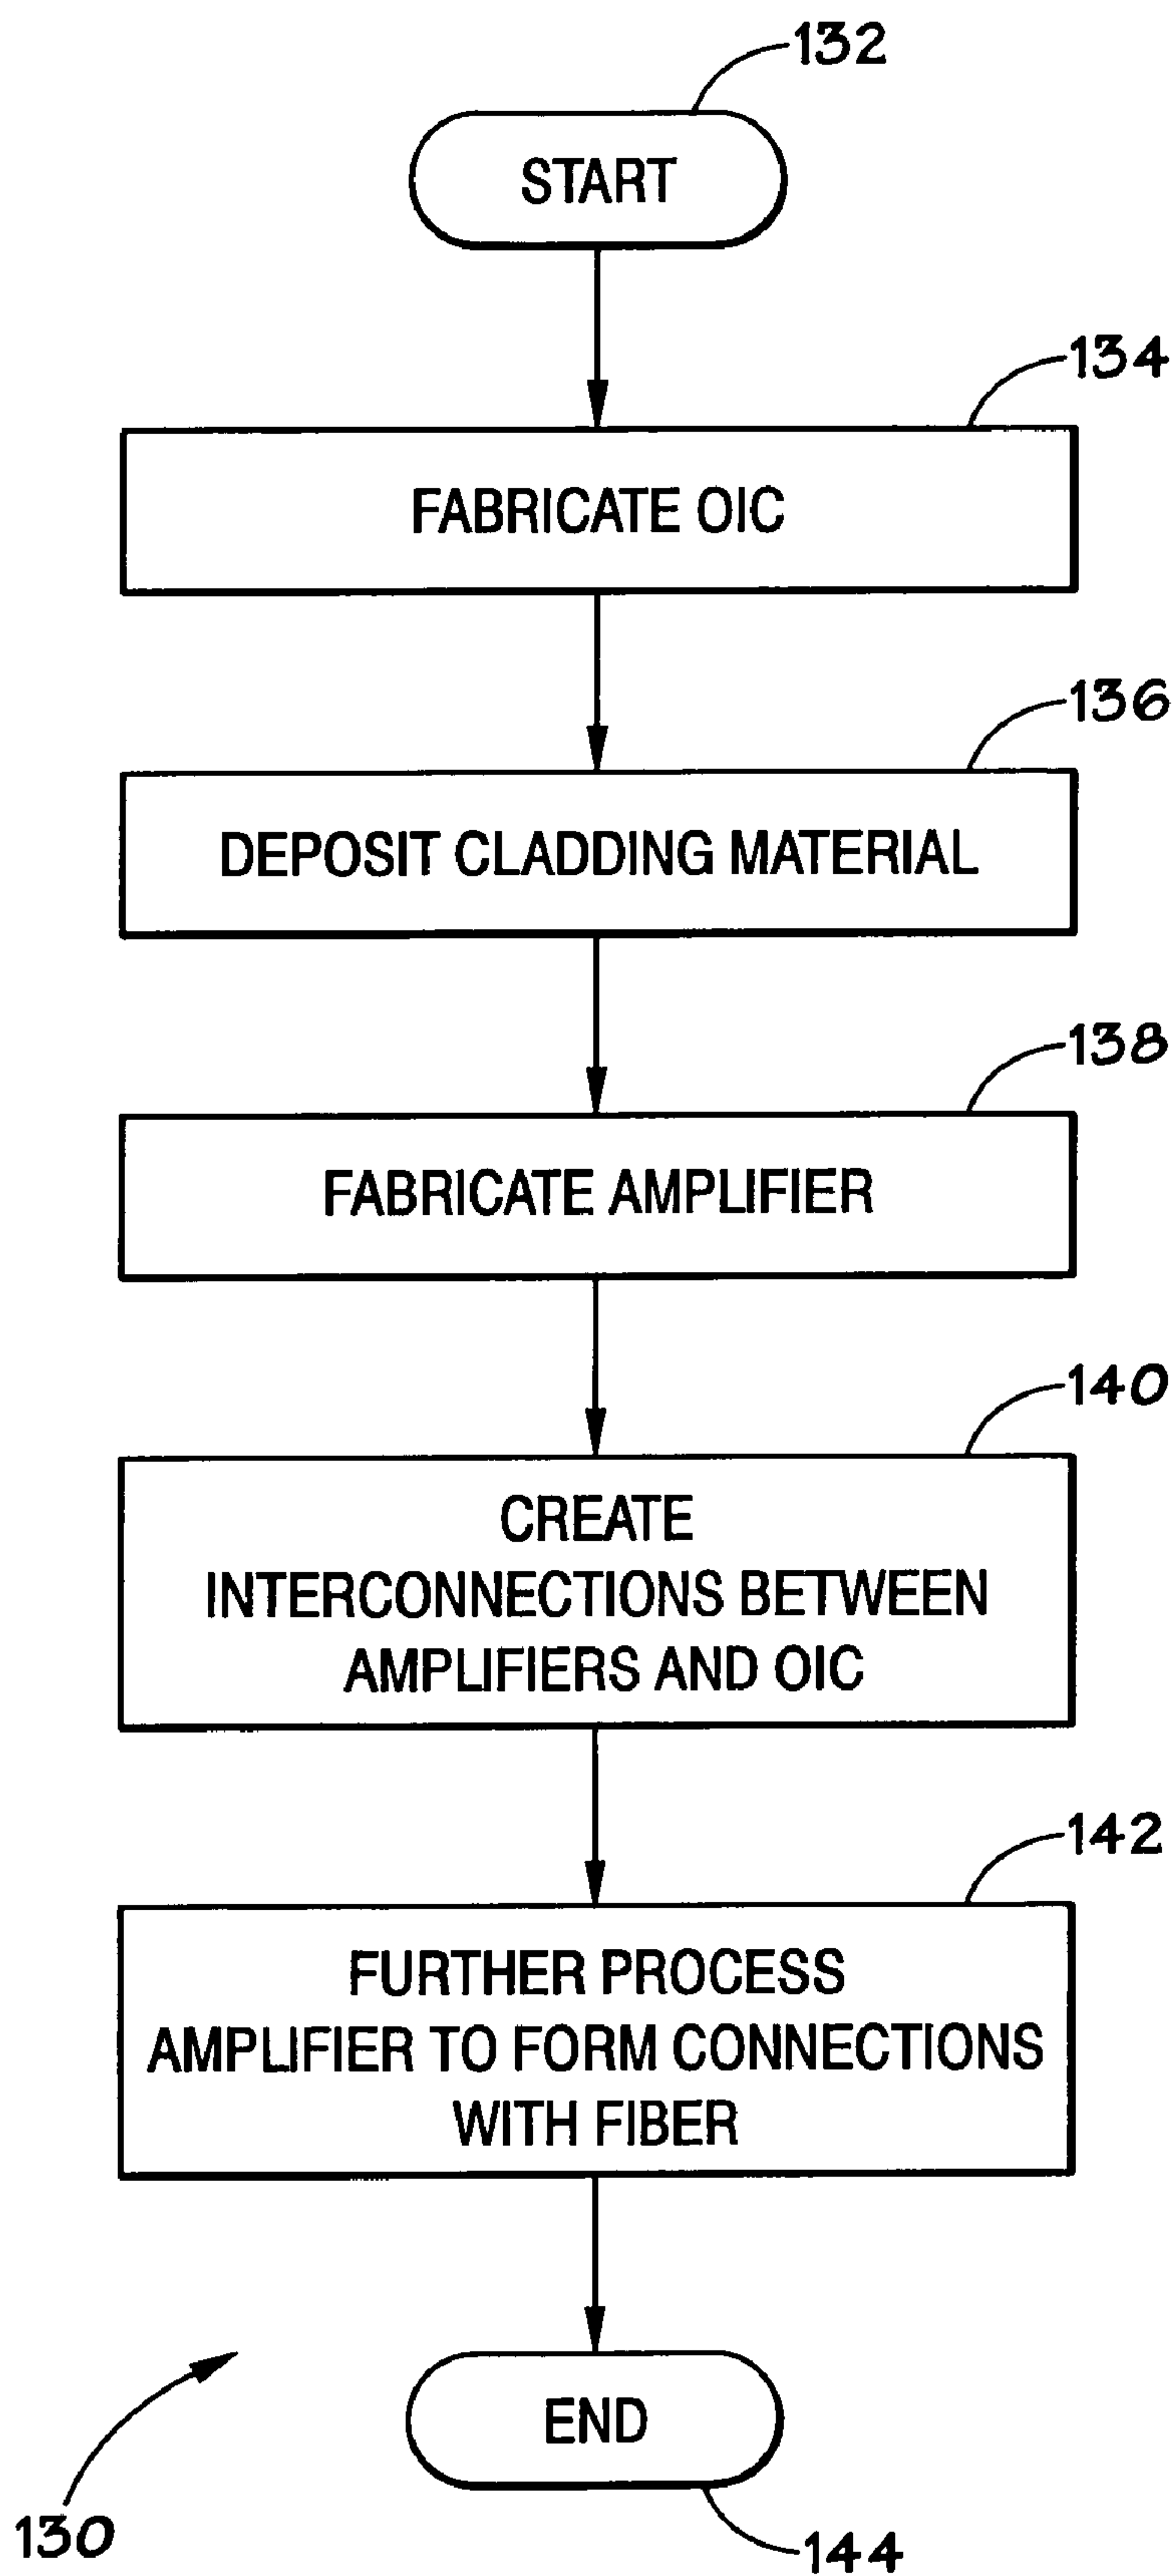 132
START
134
FABRICATE OIC
136
DEPOSIT CLADDING MATERIAL
138
FABRICATE AMPLIFIER
140
CREATE
INTERCONNECTIONS BETWEEN
AMPLIFIERS AND OIC
142
FURTHER PROCESS
AMPLIFIER TO FORM CONNECTIONS
WITH FIBER
END
130
144